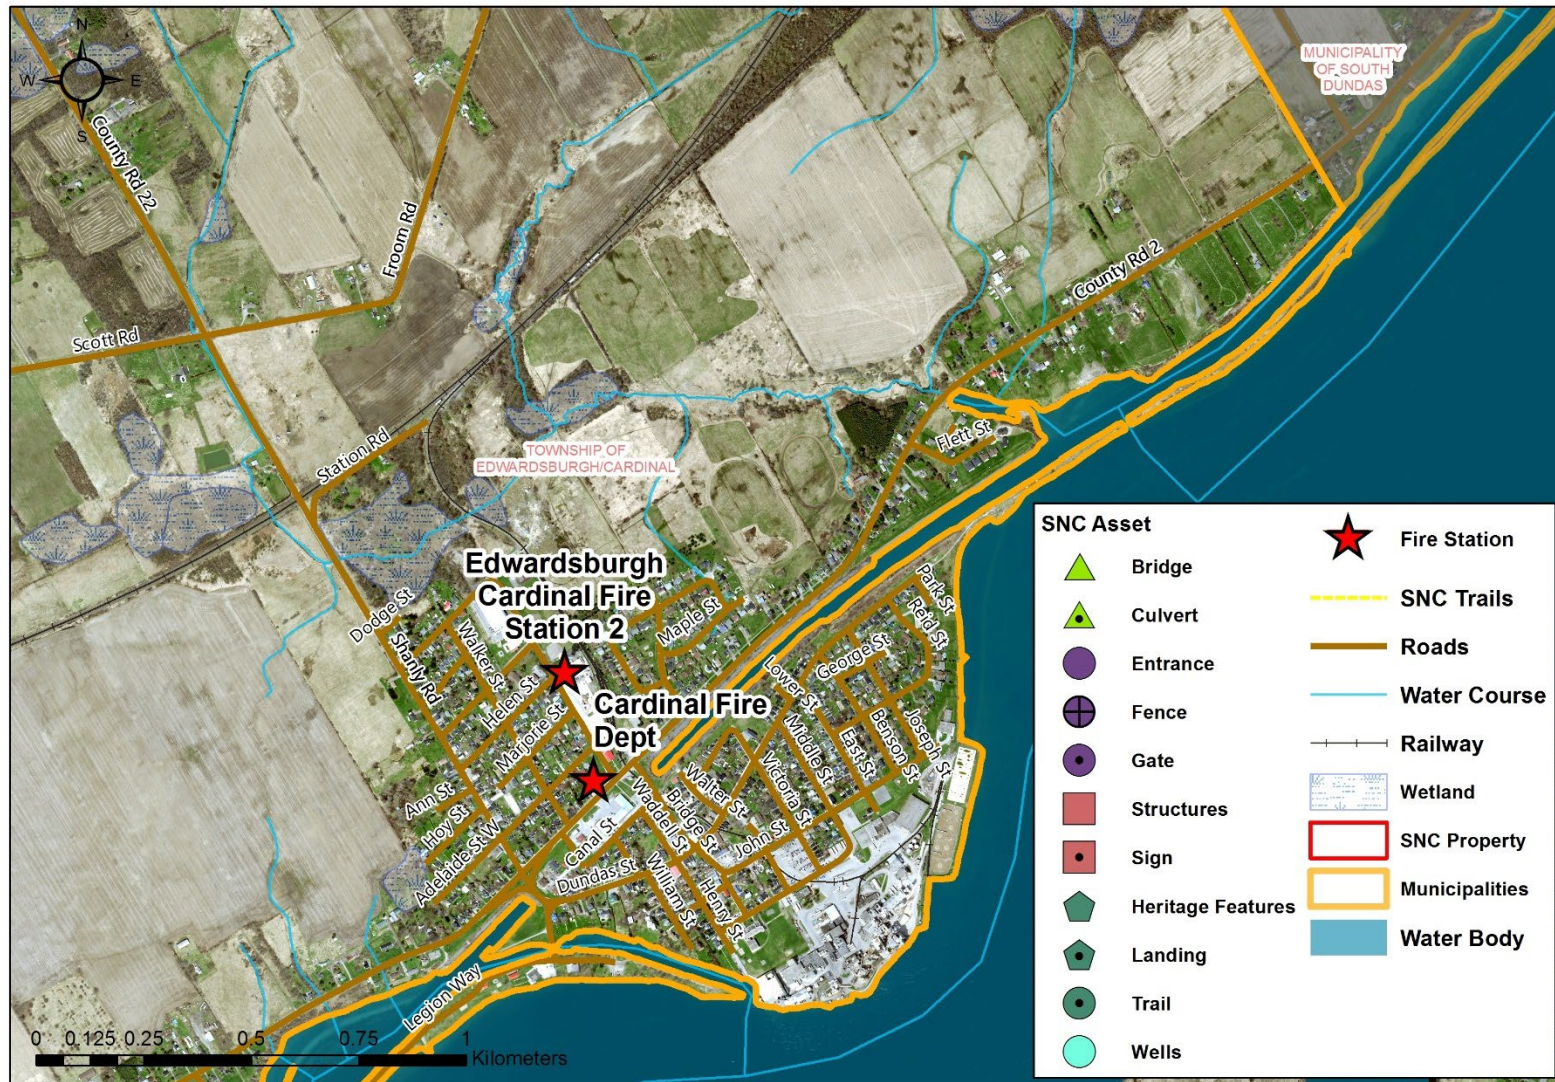 N
W
E
S
MUNICIPALITY
OF SOUTH
DUNDAS
County Rd 22
Froom Rd
Scott Rd
County Rd 2
Station Rd
Flett St
TOWNSHIP OF
EDWARDSBURGH/CARDINAL
Edwardsburgh
Cardinal Fire
Station 2
Dodge St
Shanly Rd
Walker St
Helen St
Marjorie St
Maple St
Park St
Reid St
George St
Lower St
Cardinal Fire
Dept
Middle St
East St
Benson St
Joseph St
Victoria St
Walter St
Bridge St
Waddell St
John St
Ann St
Hoy St
Adelaide St W
Canal St
Dundas St
William St
Henry St
Legion Way
0 0.125 0.25 0.5 0.75 1
Kilometers
SNC Asset
Bridge
Culvert
Entrance
Fence
Gate
Structures
Sign
Heritage Features
Landing
Trail
Wells
Fire Station
SNC Trails
Roads
Water Course
Railway
Wetland
SNC Property
Municipalities
Water Body